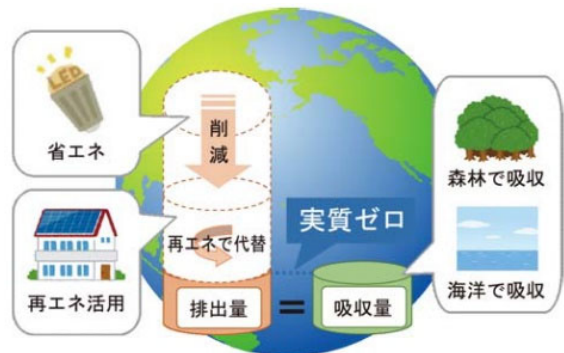 LED
省エネ
削減
再エネで代替
再エネ活用
実質ゼロ
排出量
=
吸収量
森林で吸収
海洋で吸収